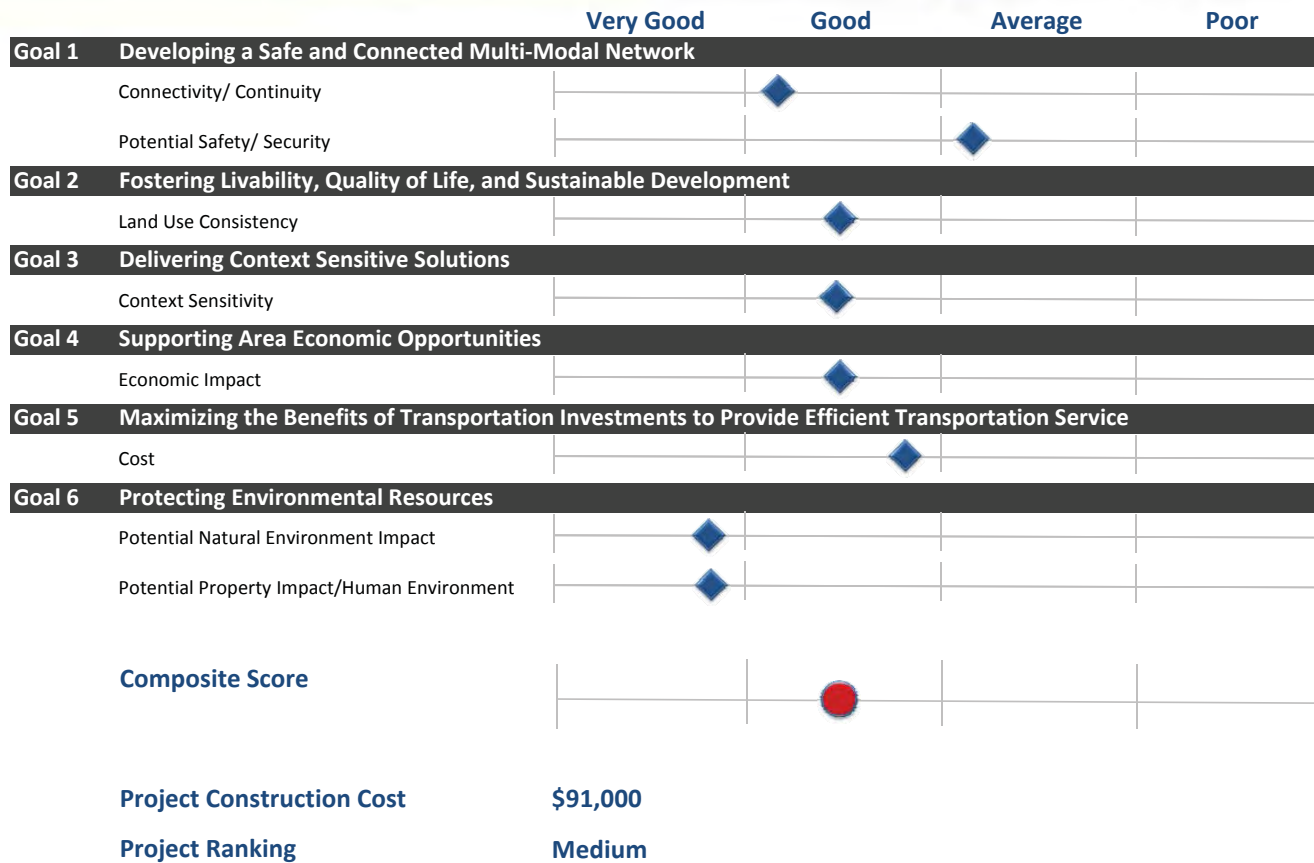 Very Good Good Average Poor
Goal 1 Developing a Safe and Connected Multi-Modal Network
Connectivity/ Continuity
Potential Safety/ Security
Goal 2 Fostering Livability, Quality of Life, and Sustainable Development
Land Use Consistency
Goal 3 Delivering Context Sensitive Solutions
Context Sensitivity
Goal 4 Supporting Area Economic Opportunities
Economic Impact
Goal 5 Maximizing the Benefits of Transportation Investments to Provide Efficient Transportation Service
Cost
Goal 6 Protecting Environmental Resources
Potential Natural Environment Impact
Potential Property Impact/Human Environment
Composite Score
Project Construction Cost $91,000
Project Ranking Medium